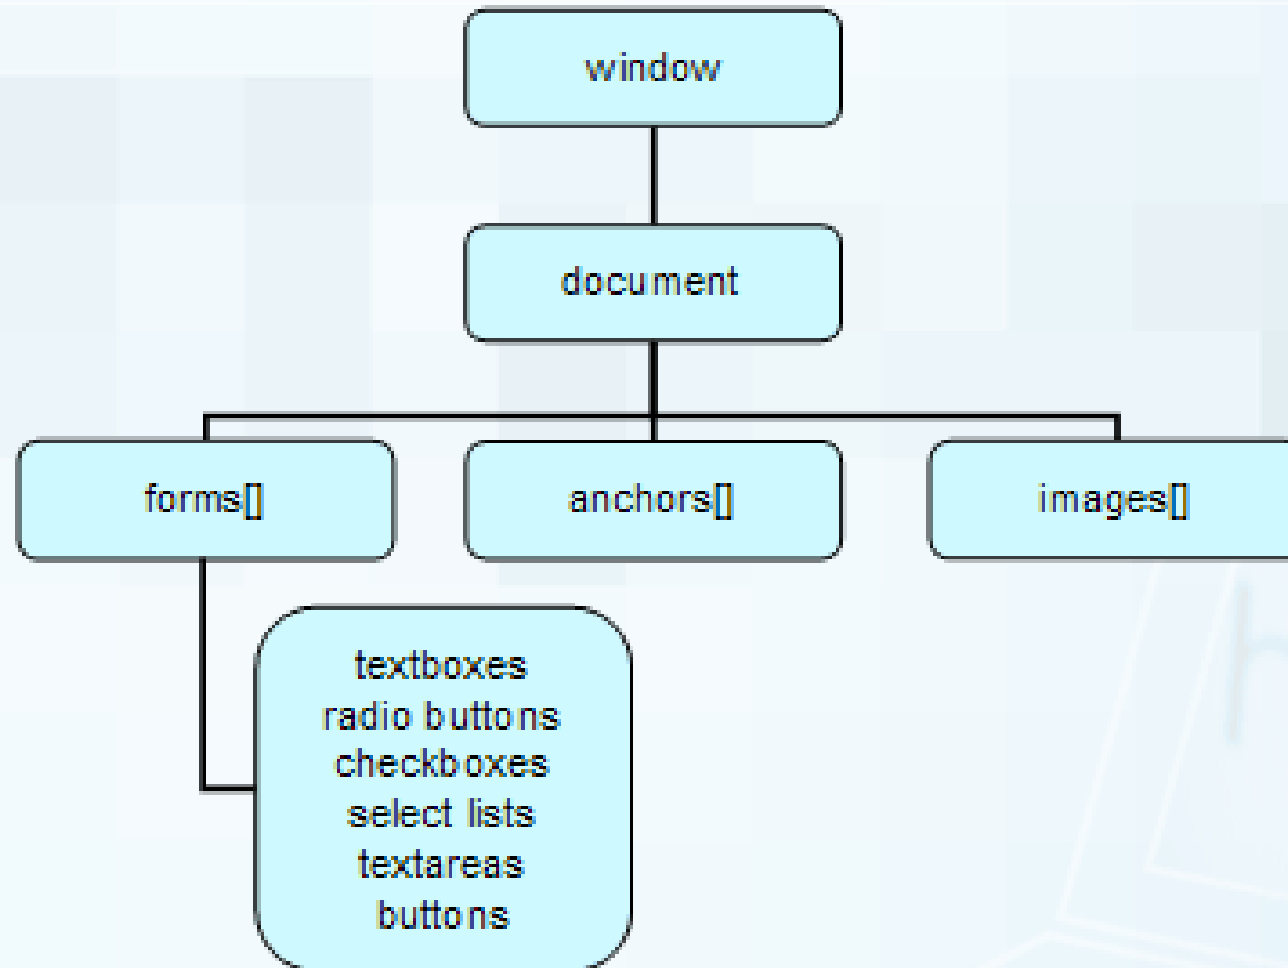 window
document
forms[]
anchors[]
images[]
textboxes
radio buttons
checkboxes
select lists
textareas
buttons